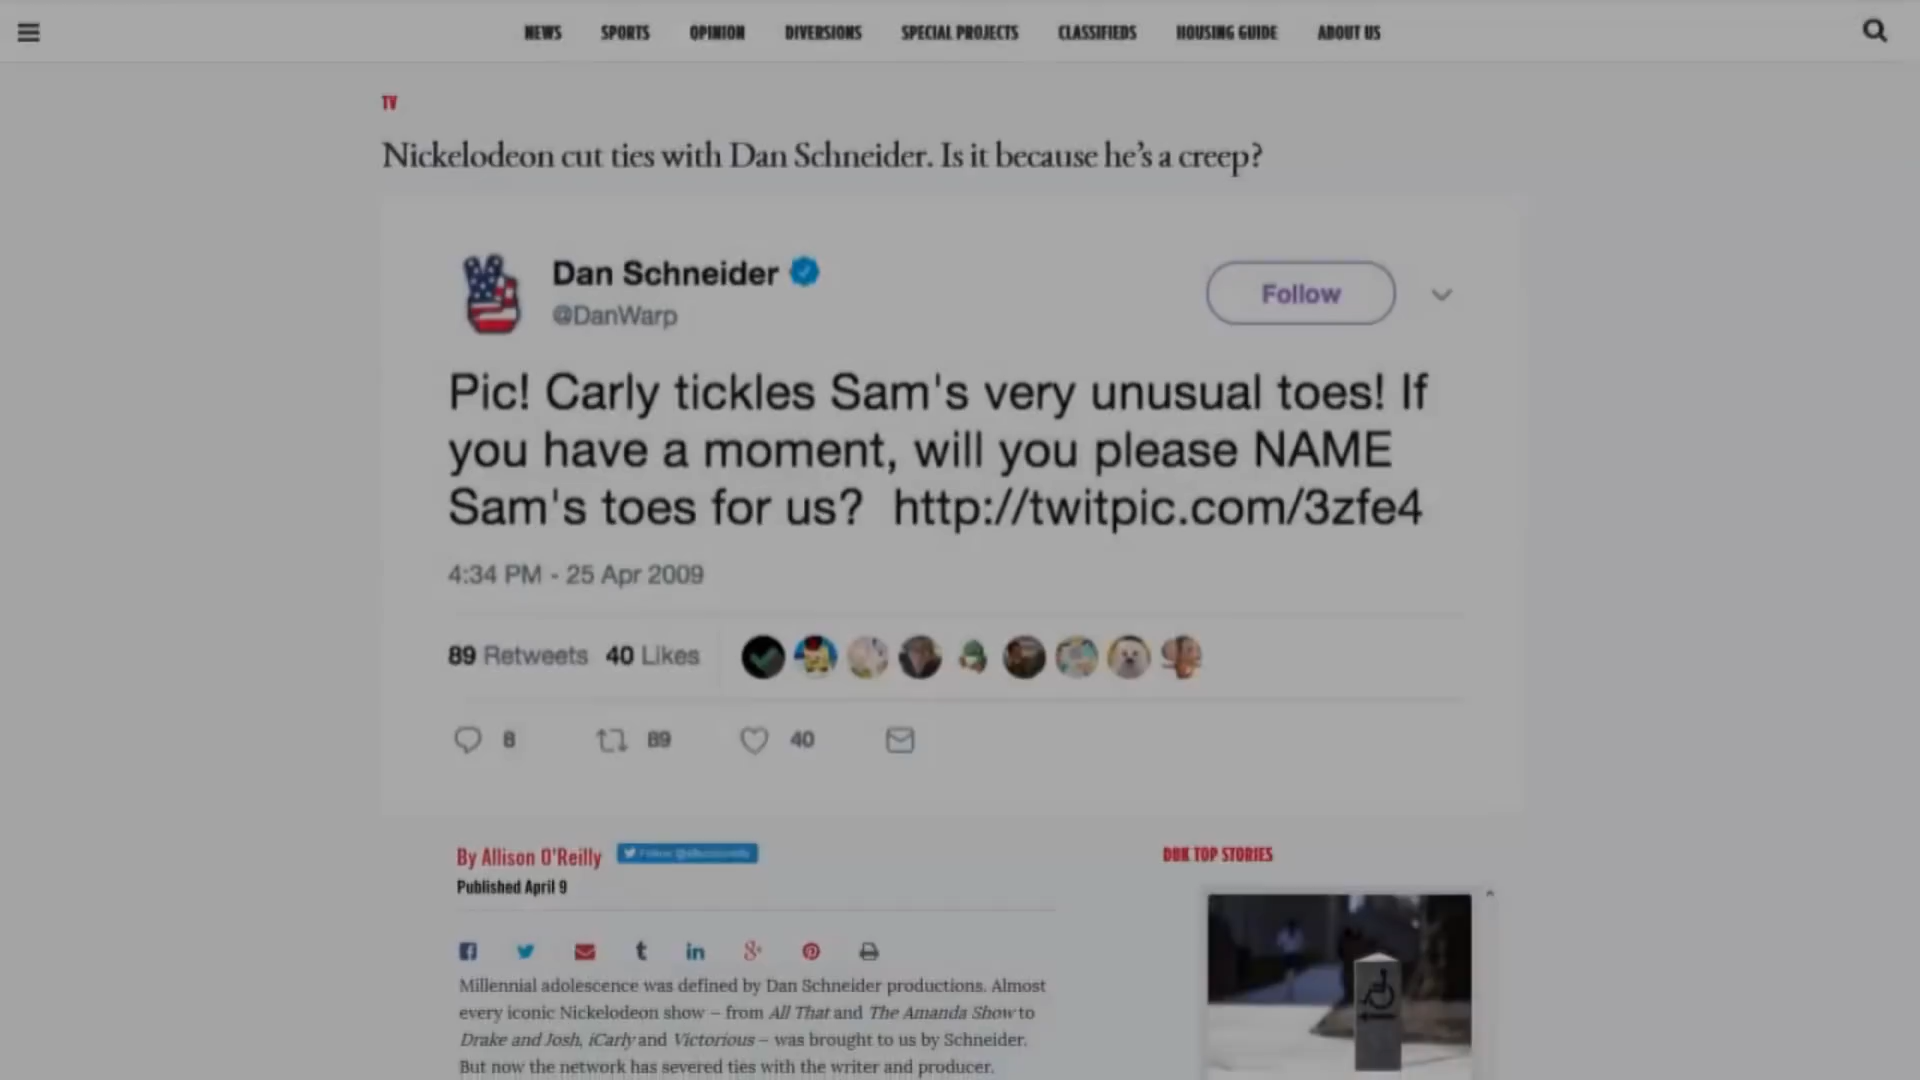 NEWS SPORTS OPINION DIVERSIONS SPECIAL PROJECTS CLASSIFIEDS HOUSING GUIDE ABOUT US
TV
Nickelodeon cut ties with Dan Schneider. Is it because he's a creep?
Dan Schneider
@DanWarp
Follow
Pic! Carly tickles Sam's very unusual toes! If
you have a moment, will you please NAME
Sam's toes for us? http://twitpic.com/3zfe4
4:34 PM - 25 Apr 2009
89 Retweets 40 Likes
8 89 40
By Allison O'Reilly
Published April 9
DBK TOP STORIES
Millennial adolescence was defined by Dan Schneider productions. Almost
every iconic Nickelodeon show – from All That and The Amanda Show to
Drake and Josh, iCarly and Victorious – was brought to us by Schneider.
But now the network has severed ties with the writer and producer.